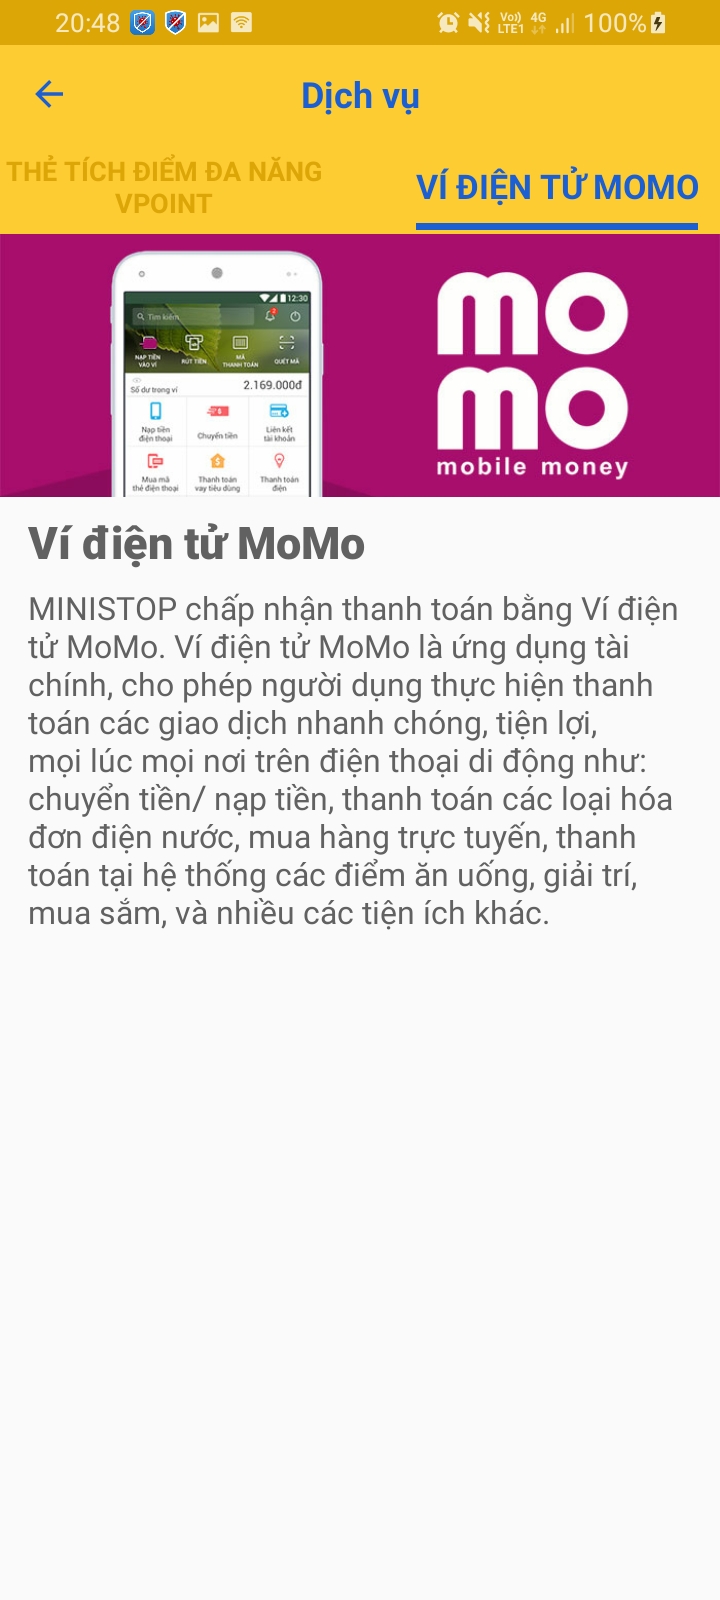 20:48 Vo)) LTE1 4G 100%
Dịch vụ
THẺ TÍCH ĐIỂM ĐA NĂNG
VPOINT
VÍ ĐIỆN TỬ MOMO
12:30
Tìm kiếm
2
NẠP TIỀN
VÀO VÍ
RÚT TIỀN
MÃ
THANH TOÁN
QUÉT MÃ
Số dư trong ví
2.169.000đ
Nạp tiền
điện thoại
Chuyển tiền
Liên kết
tài khoản
Mua mã
thẻ điện thoại
Thanh toán
vay tiêu dùng
Thanh toán
điện
mo
mo
mobile money
Ví điện tử MoMo
MINISTOP chấp nhận thanh toán bằng Ví điện
tử MoMo. Ví điện tử MoMo là ứng dụng tài
chính, cho phép người dụng thực hiện thanh
toán các giao dịch nhanh chóng, tiện lợi,
mọi lúc mọi nơi trên điện thoại di động như:
chuyển tiền/ nạp tiền, thanh toán các loại hóa
đơn điện nước, mua hàng trực tuyến, thanh
toán tại hệ thống các điểm ăn uống, giải trí,
mua sắm, và nhiều các tiện ích khác.